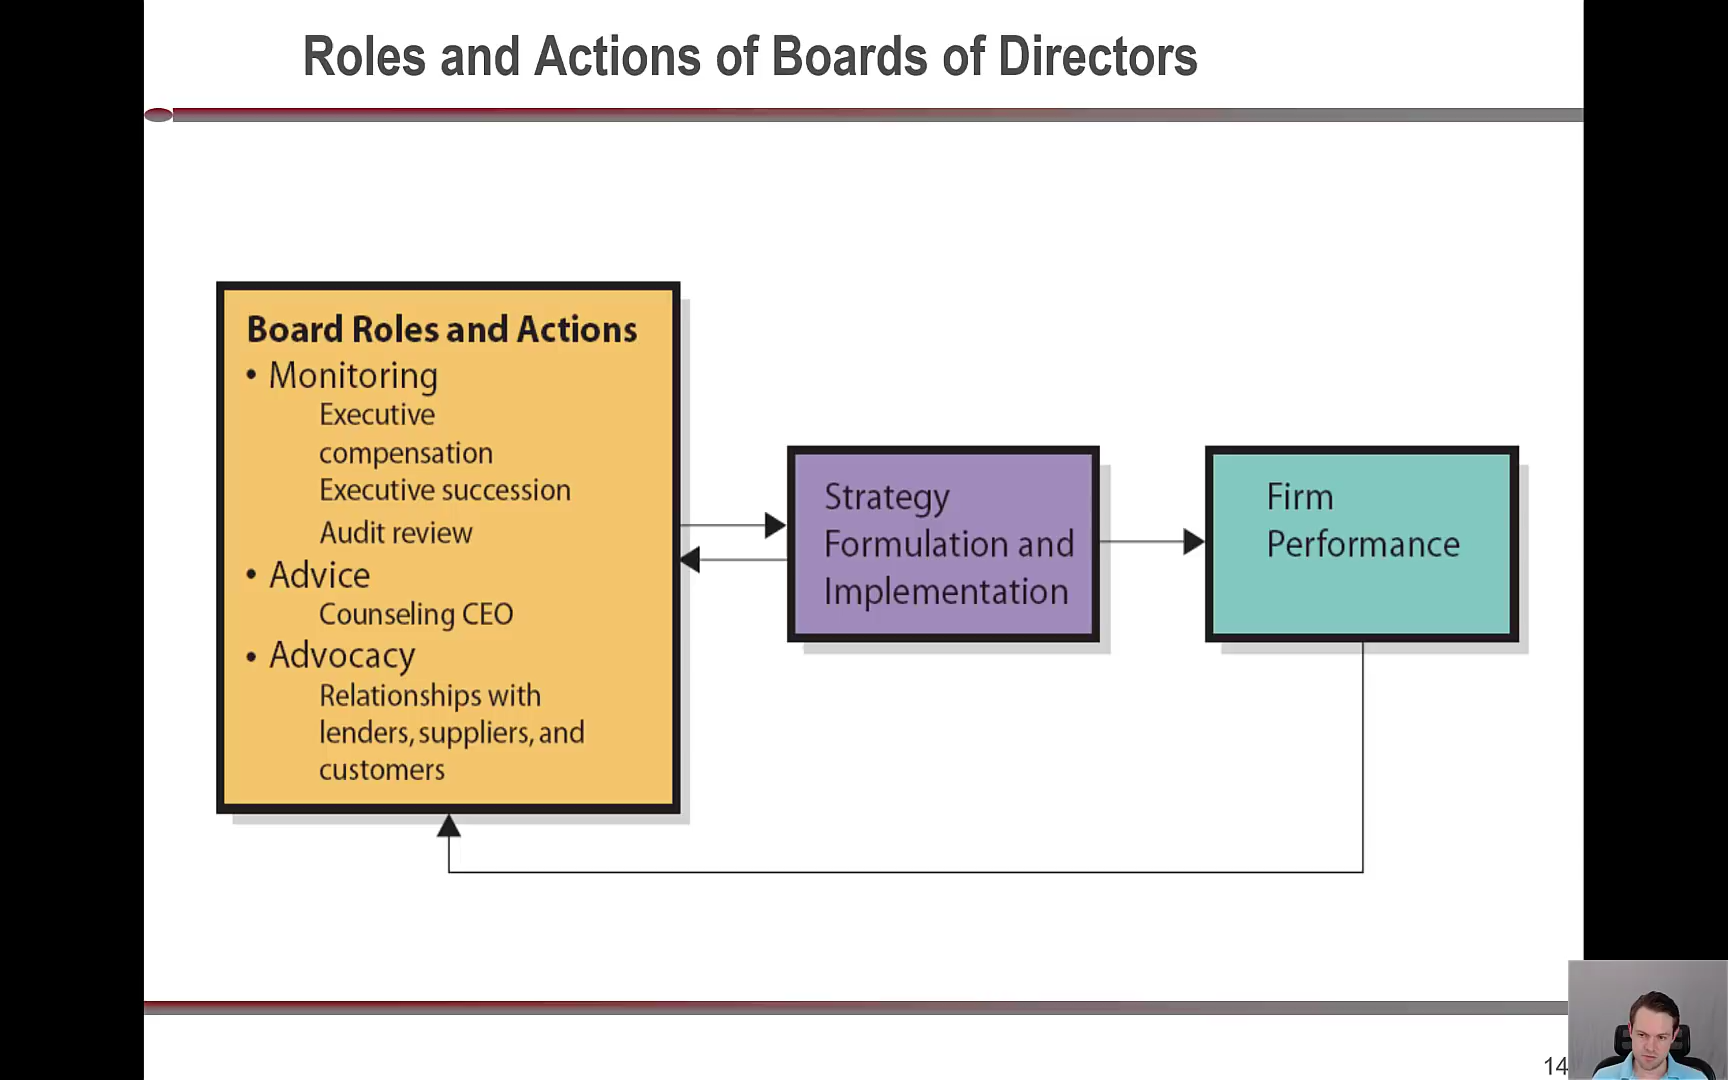 Roles and Actions of Boards of Directors
Board Roles and Actions
• Monitoring
Executive
compensation
Executive succession
Audit review
• Advice
Counseling CEO
• Advocacy
Relationships with
lenders, suppliers, and
customers
Strategy
Formulation and
Implementation
Firm
Performance
14